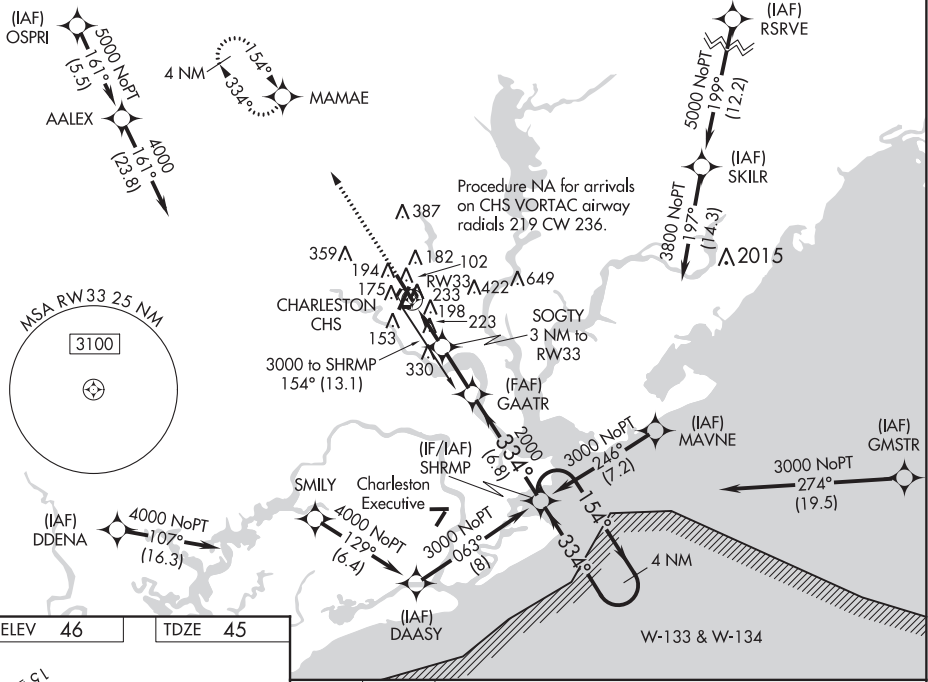 (IAF)
OSPRI
5000 NoPT
161°
(5.5)
AALEX
4000
161°
(23.8)
4 NM
154°
334°
MAMAE
(IAF)
RSRVE
5000 NoPT
199°
(12.2)
(IAF)
SKILR
3800 NoPT
197°
(14.3)
2015
Procedure NA for arrivals
on CHS VORTAC airway
radials 219 CW 236.
387
359
182
102
194
RW33
649
175
233
422
CHARLESTON
CHS
198
223
153
SOGTY
3 NM to
RW33
3000 to SHRMP
154° (13.1)
330
MSA RW33 25 NM
3100
(FAF)
GAATR
2000
334°
(6.8)
(IF/IAF)
SHRMP
3000 NoPT
246°
(7.2)
(IAF)
MAVNE
(IAF)
GMSTR
3000 NoPT
274°
(19.5)
SMILY
Charleston
Executive
(IAF)
DDENA
4000 NoPT
107°
(16.3)
4000 NoPT
129°
(6.4)
3000 NoPT
063°
(8)
(IAF)
DAASY
154°
334°
4 NM
W-133 & W-134
ELEV 46
TDZE 45